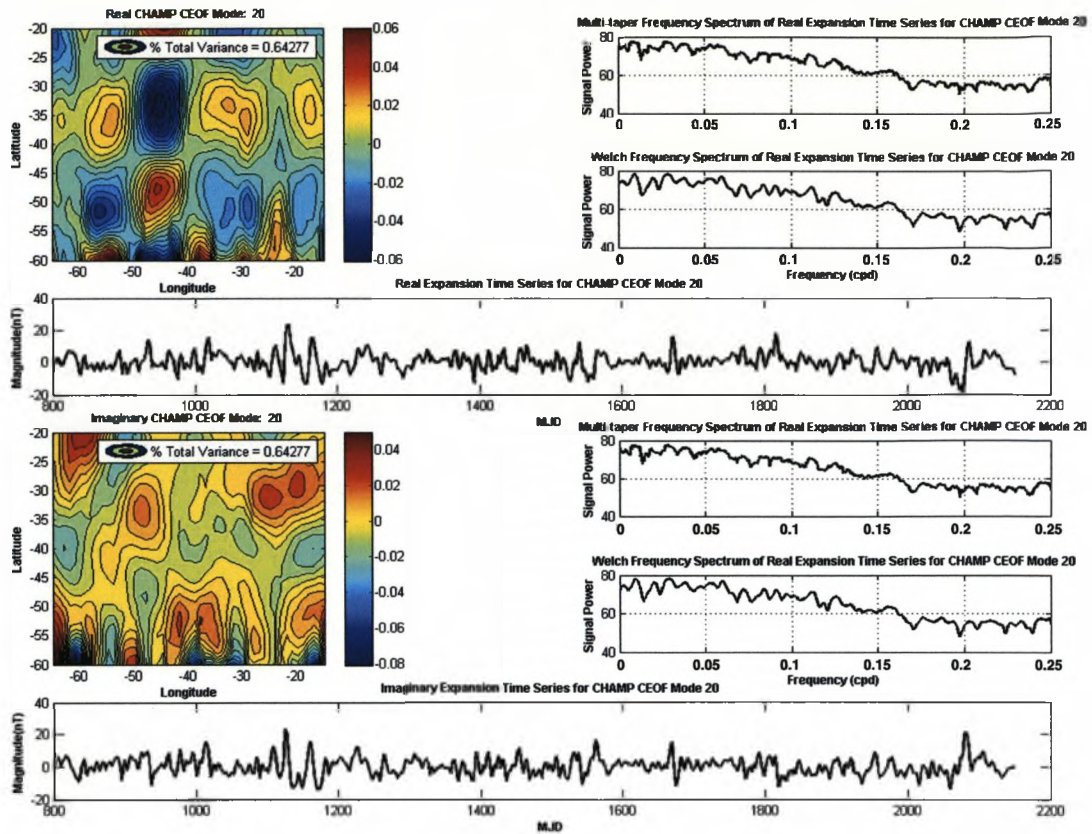 Real CHAMP CEOF Mode: 20
% Total Variance = 0.64277
-20
-25
-30
-35
-40
-45
-50
-55
-60
Latitude
-60 -50 -40 -30 -20
Longitude
0.06
0.04
0.02
0
-0.02
-0.04
-0.06
Multi-taper Frequency Spectrum of Real Expansion Time Series for CHAMP CEOF Mode 20
Signal Power
80
60
40
0 0.05 0.1 0.15 0.2 0.25
Welch Frequency Spectrum of Real Expansion Time Series for CHAMP CEOF Mode 20
Signal Power
80
60
40
0 0.05 0.1 0.15 0.2 0.25
Frequency (cpd)
Real Expansion Time Series for CHAMP CEOF Mode 20
Magnitude(nT)
40
20
0
-20
800 1000 1200 1400 1600 1800 2000 2200
MJD
Imaginary CHAMP CEOF Mode: 20
% Total Variance = 0.64277
-20
-25
-30
-35
-40
-45
-50
-55
-60
Latitude
-60 -50 -40 -30 -20
Longitude
0.04
0.02
0
-0.02
-0.04
-0.06
-0.08
Multi-taper Frequency Spectrum of Real Expansion Time Series for CHAMP CEOF Mode 20
Signal Power
80
60
40
0 0.05 0.1 0.15 0.2 0.25
Welch Frequency Spectrum of Real Expansion Time Series for CHAMP CEOF Mode 20
Signal Power
80
60
40
0 0.05 0.1 0.15 0.2 0.25
Frequency (cpd)
Imaginary Expansion Time Series for CHAMP CEOF Mode 20
Magnitude(nT)
40
20
0
-20
800 1000 1200 1400 1600 1800 2000 2200
MJD